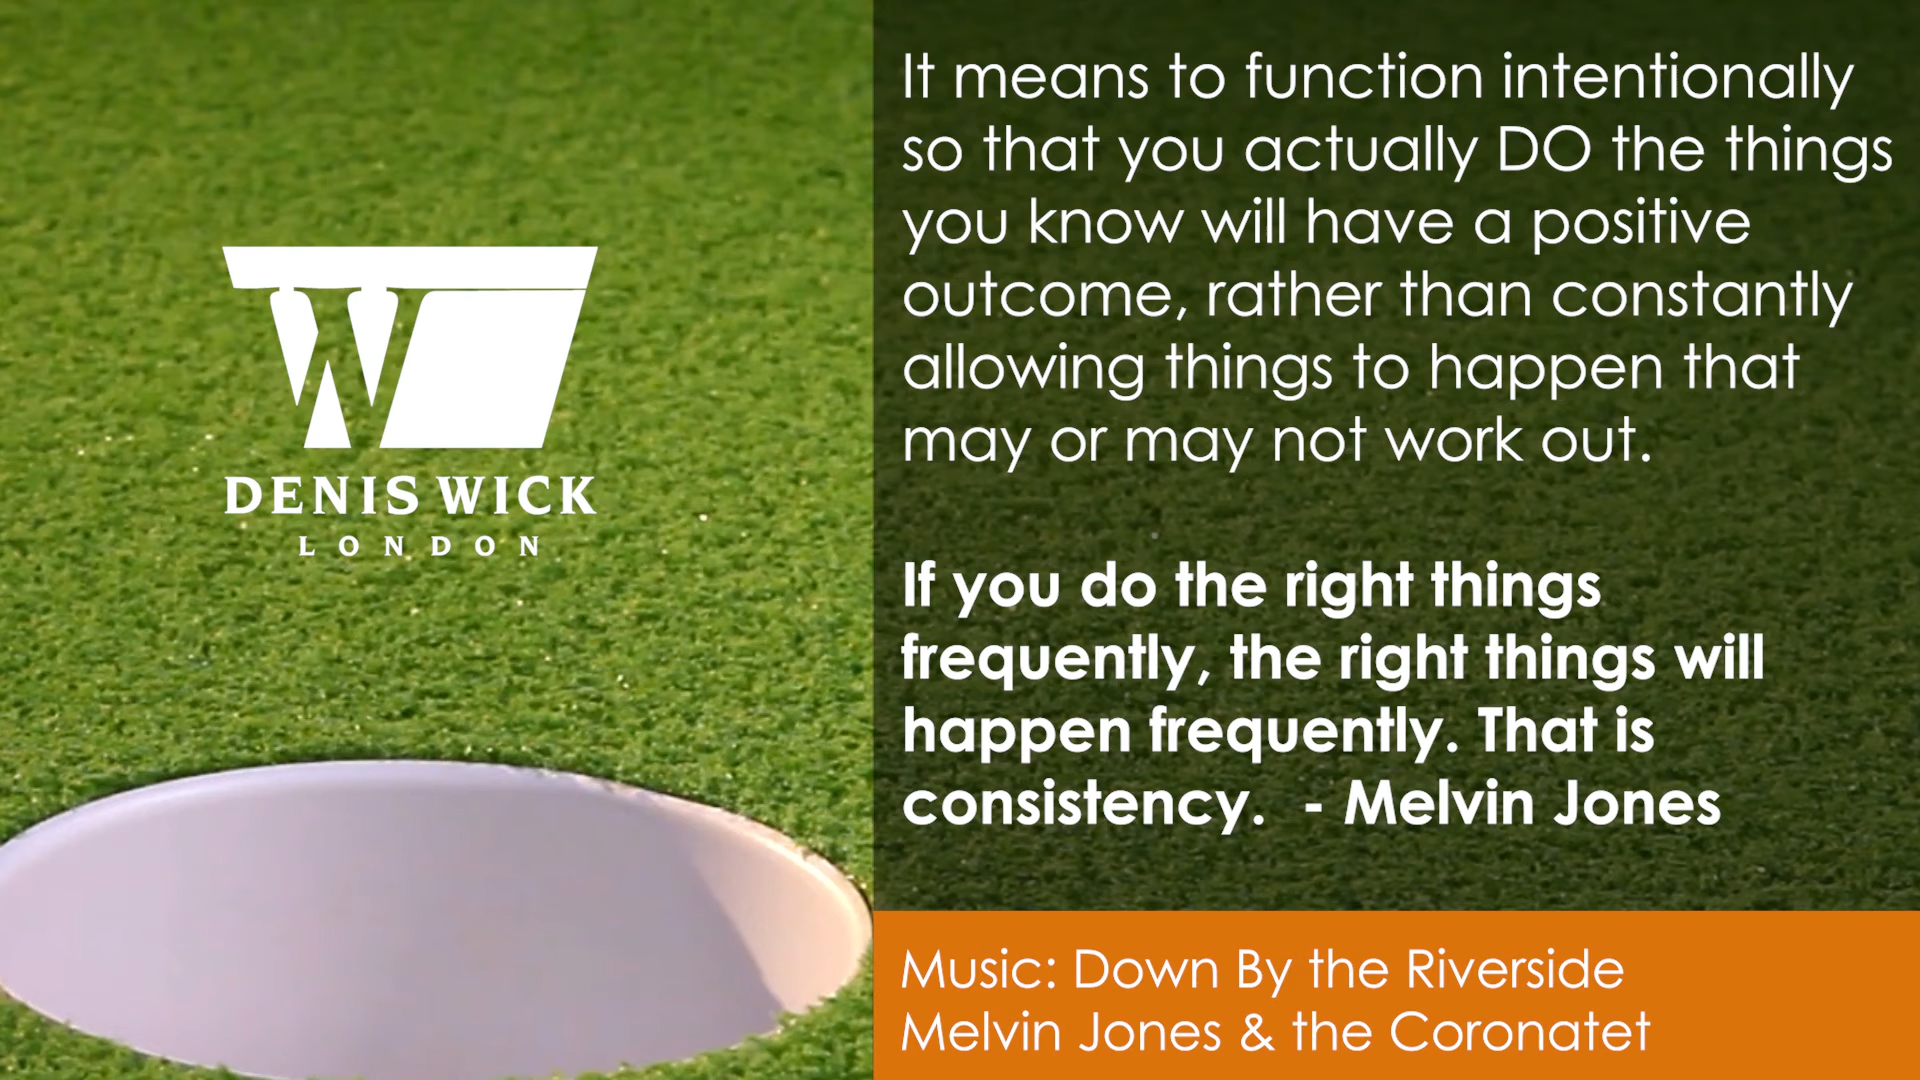 DENIS WICK
LONDON
It means to function intentionally
so that you actually DO the things
you know will have a positive
outcome, rather than constantly
allowing things to happen that
may or may not work out.
If you do the right things
frequently, the right things will
happen frequently. That is
consistency.  - Melvin Jones
Music: Down By the Riverside
Melvin Jones & the Coronatet